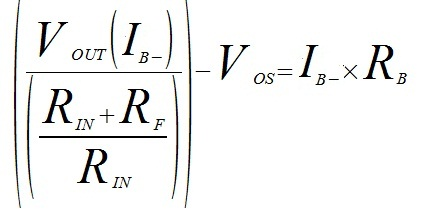 ( V_OUT(I_B−) / ( (R_IN + R_F) / R_IN ) ) − V_OS = I_B− × R_B